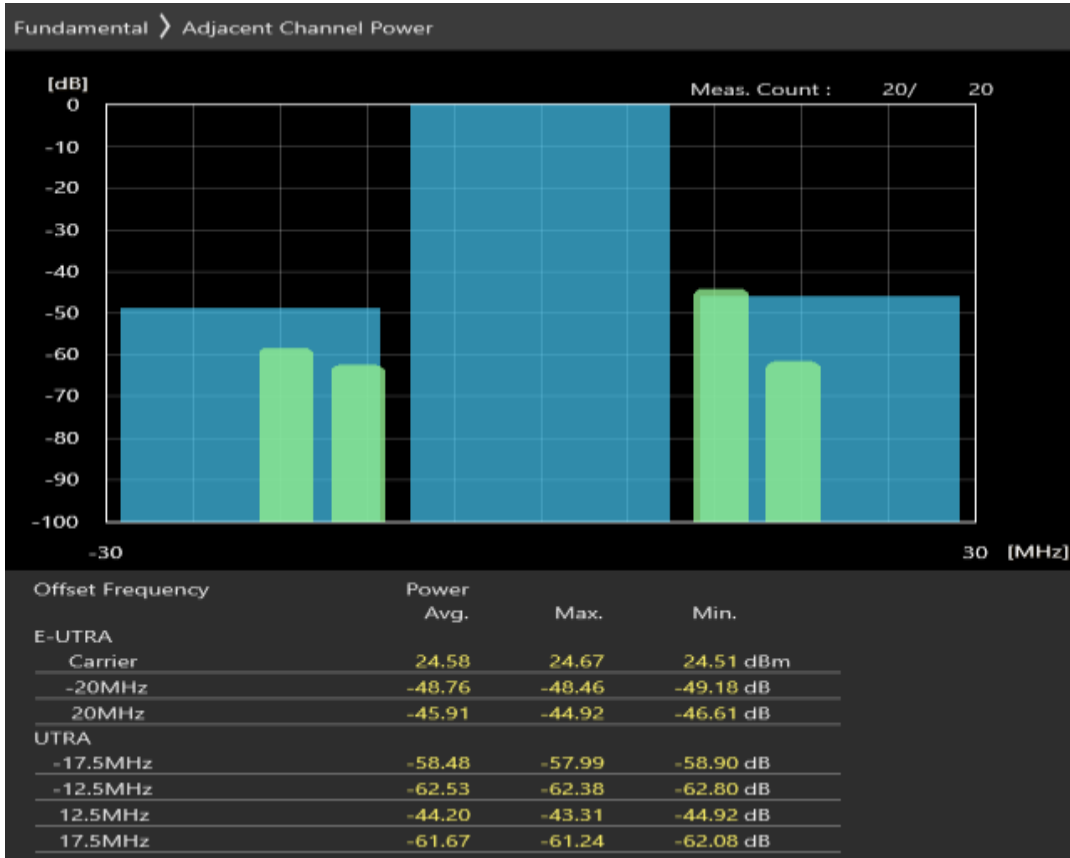 Fundamental 〉 Adjacent Channel Power
[dB]
Meas. Count : 20/ 20
0
-10
-20
-30
-40
-50
-60
-70
-80
-90
-100
-30 30 [MHz]
Offset Frequency Power
Avg. Max. Min.
E-UTRA
Carrier 24.58 24.67 24.51 dBm
-20MHz -48.76 -48.46 -49.18 dB
20MHz -45.91 -44.92 -46.61 dB
UTRA
-17.5MHz -58.48 -57.99 -58.90 dB
-12.5MHz -62.53 -62.38 -62.80 dB
12.5MHz -44.20 -43.31 -44.92 dB
17.5MHz -61.67 -61.24 -62.08 dB